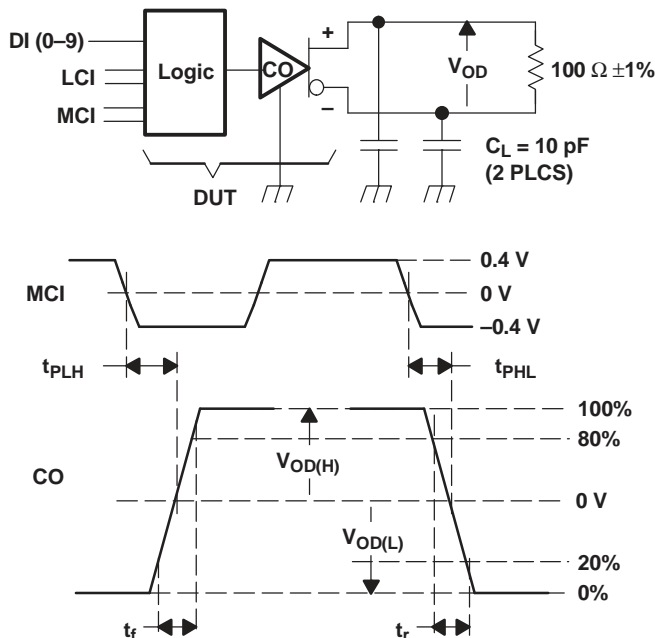 DI (0–9)
LCI
MCI
Logic
CO
+
–
V_OD
100 Ω ±1%
C_L = 10 pF
(2 PLCS)
DUT
MCI
0.4 V
0 V
–0.4 V
t_PLH
t_PHL
100%
80%
V_OD(H)
CO
0 V
V_OD(L)
20%
0%
t_f
t_r